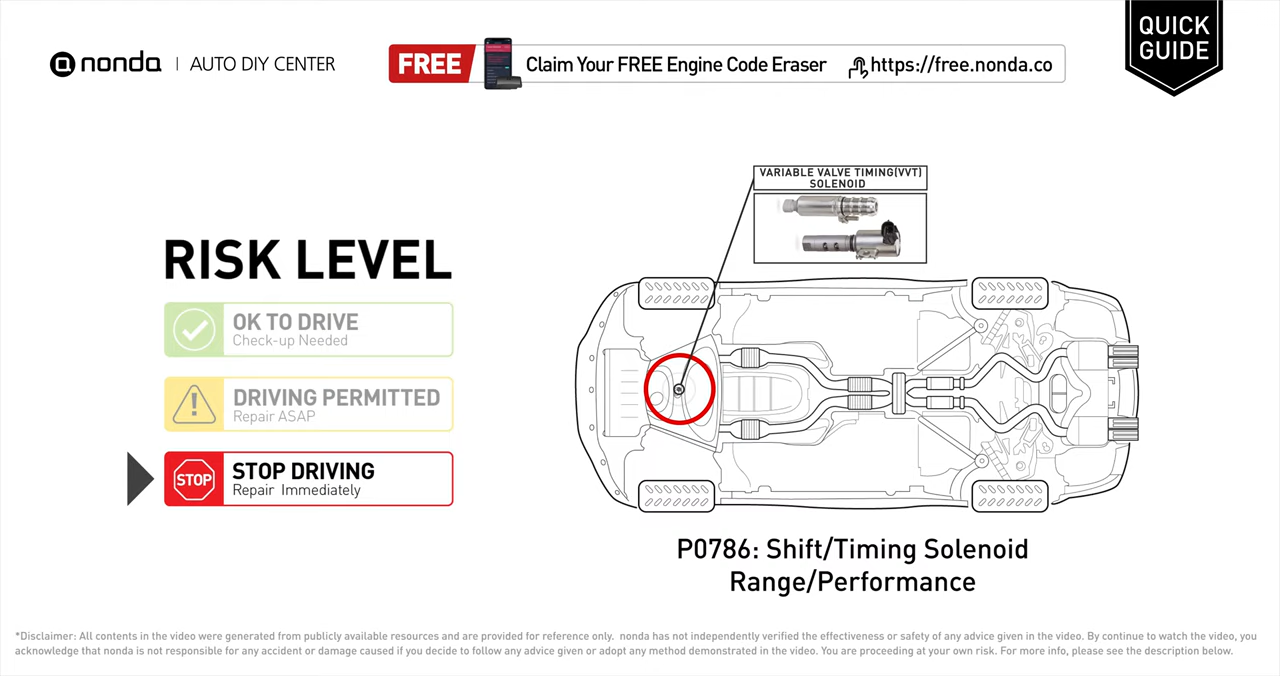 nonda | AUTO DIY CENTER
FREE Claim Your FREE Engine Code Eraser https://free.nonda.co
QUICK
GUIDE
VARIABLE VALVE TIMING(VVT)
SOLENOID
RISK LEVEL
OK TO DRIVE
Check-up Needed
DRIVING PERMITTED
Repair ASAP
STOP
STOP DRIVING
Repair Immediately
P0786: Shift/Timing Solenoid
Range/Performance
*Disclaimer: All contents in the video were generated from publicly available resources and are provided for reference only. nonda has not independently verified the effectiveness or safety of any advice given in the video. By continue to watch the video, you
acknowledge that nonda is not responsible for any accident or damage caused if you decide to follow any advice given or adopt any method demonstrated in the video. You are proceeding at your own risk. For more info, please see the description below.